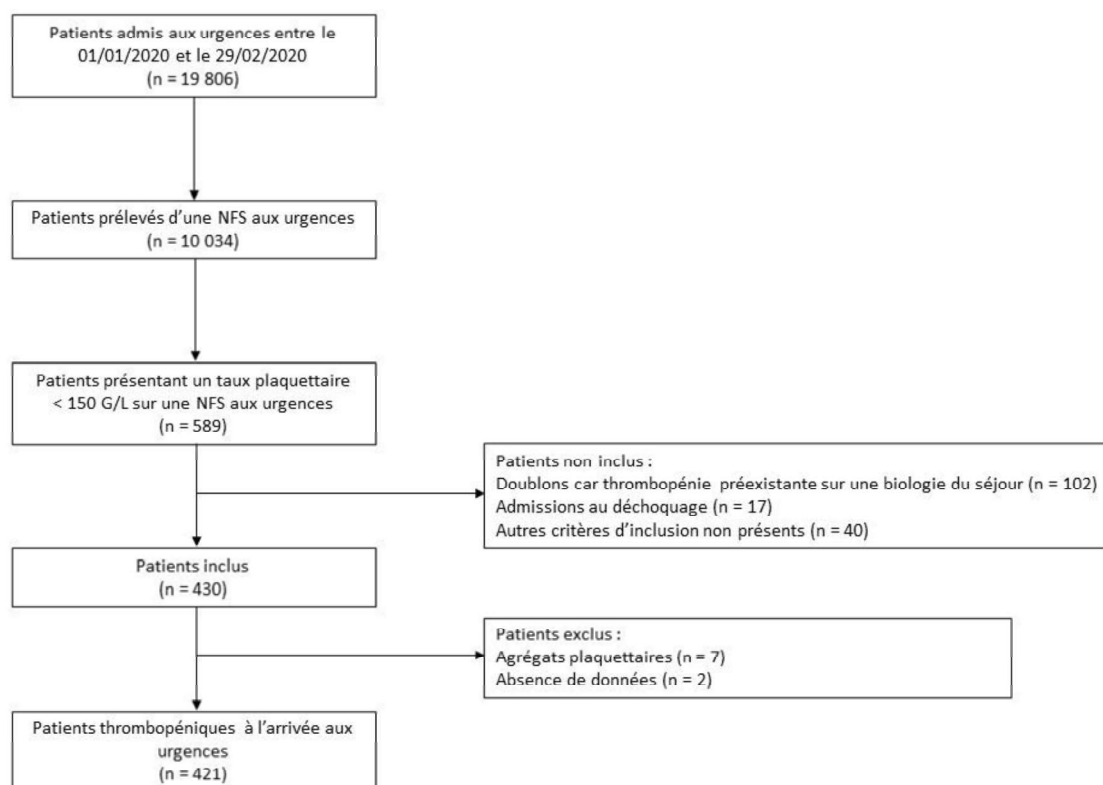 Patients admis aux urgences entre le
01/01/2020 et le 29/02/2020
(n = 19 806)
Patients prélevés d'une NFS aux urgences
(n = 10 034)
Patients présentant un taux plaquettaire
< 150 G/L sur une NFS aux urgences
(n = 589)
Patients non inclus :
Doublons car thrombopénie préexistante sur une biologie du séjour (n = 102)
Admissions au déchoquage (n = 17)
Autres critères d'inclusion non présents (n = 40)
Patients inclus
(n = 430)
Patients exclus :
Agrégats plaquettaires (n = 7)
Absence de données (n = 2)
Patients thrombopéniques à l'arrivée aux
urgences
(n = 421)